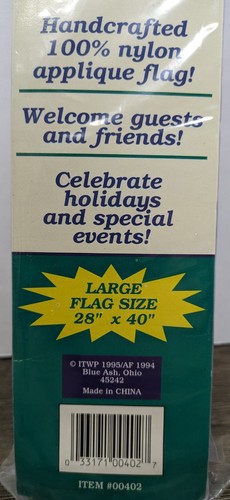 Handcrafted
100% nylon
applique flag!
Welcome guests
and friends!
Celebrate
holidays
and special
events!
LARGE
FLAG SIZE
28" x 40"
© ITWP 1995/AF 1994
Blue Ash, Ohio
45242
Made in CHINA
0 33171 00402 7
ITEM #00402